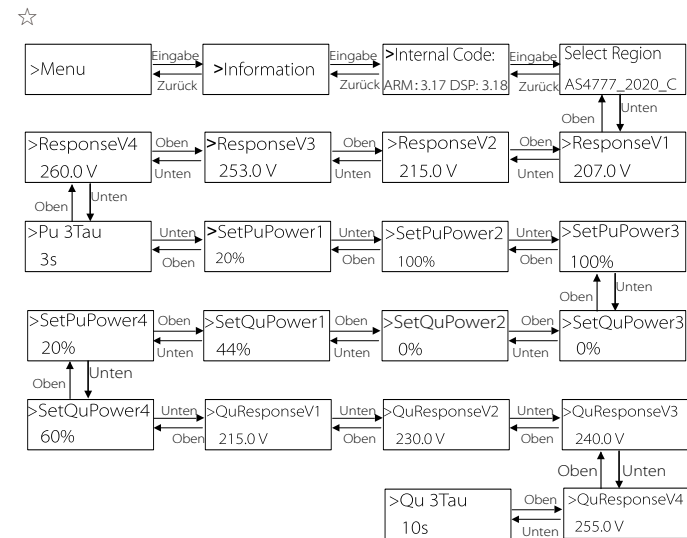 ☆
>Menu
Eingabe
Zurück
>Information
Eingabe
Zurück
>Internal Code:
ARM: 3.17 DSP: 3.18
Eingabe
Zurück
Select Region
AS4777_2020_C
Oben
Unten
>ResponseV4
260.0 V
Oben
Unten
>ResponseV3
253.0 V
Oben
Unten
>ResponseV2
215.0 V
Oben
Unten
>ResponseV1
207.0 V
Oben
Unten
>Pu 3Tau
3s
Unten
Oben
>SetPuPower1
20%
Unten
Oben
>SetPuPower2
100%
Unten
Oben
>SetPuPower3
100%
Oben
Unten
>SetPuPower4
20%
Oben
Unten
>SetQuPower1
44%
Oben
Unten
>SetQuPower2
0%
Oben
Unten
>SetQuPower3
0%
Oben
Unten
>SetQuPower4
60%
Unten
Oben
>QuResponseV1
215.0 V
Unten
Oben
>QuResponseV2
230.0 V
Unten
Oben
>QuResponseV3
240.0 V
Oben
Unten
>Qu 3Tau
10s
Oben
Unten
>QuResponseV4
255.0 V